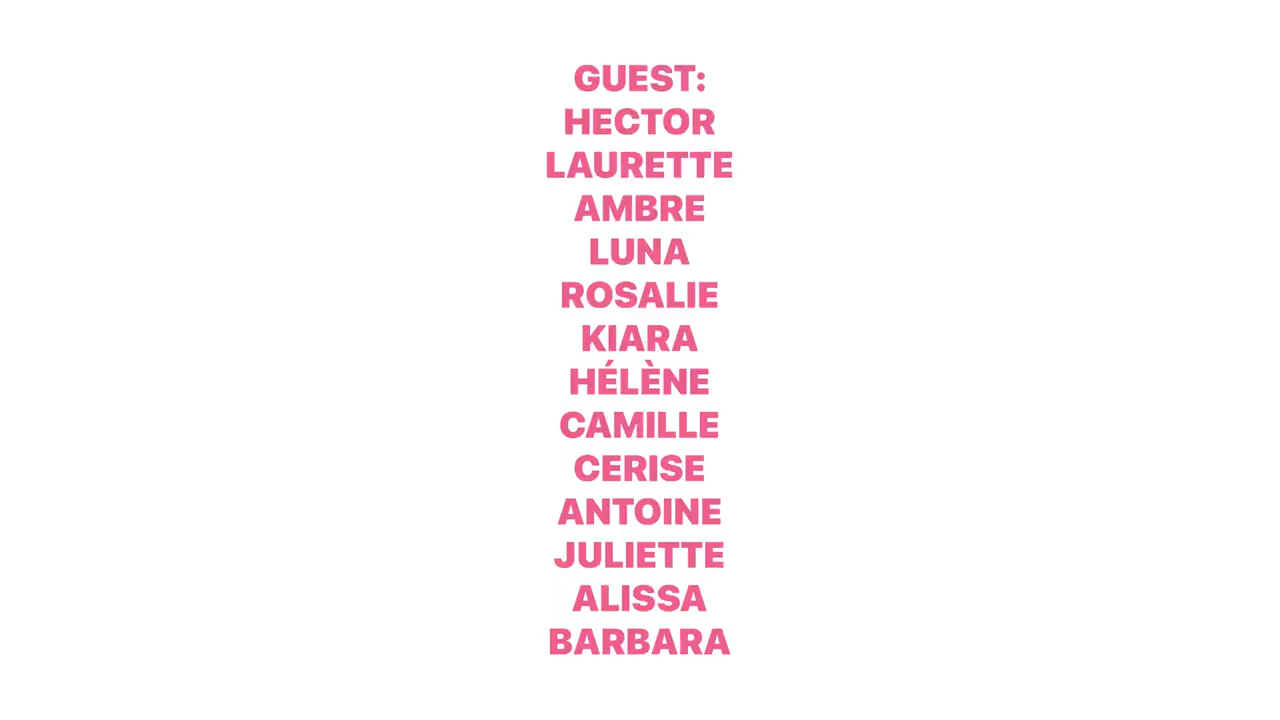 GUEST:
HECTOR
LAURETTE
AMBRE
LUNA
ROSALIE
KIARA
HÉLÈNE
CAMILLE
CERISE
ANTOINE
JULIETTE
ALISSA
BARBARA